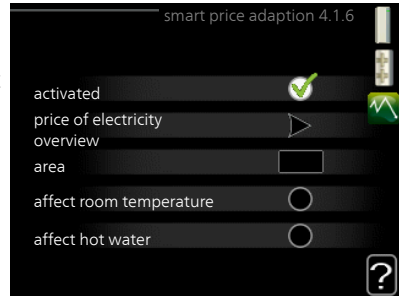 smart price adaption 4.1.6
activated
price of electricity
overview
area
affect room temperature
affect hot water
?